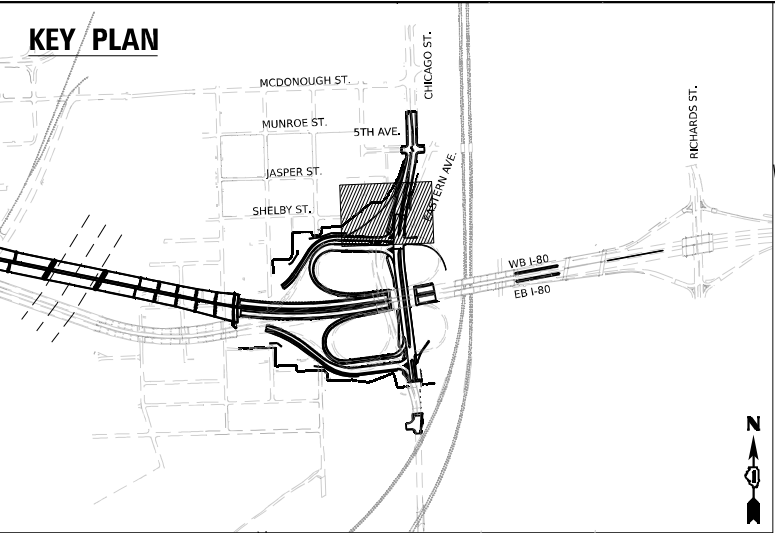 KEY PLAN
CHICAGO ST.
MCDONOUGH ST.
RICHARDS ST.
MUNROE ST.
5TH AVE.
JASPER ST.
EASTERN AVE.
SHELBY ST.
WB I-80
EB I-80
N